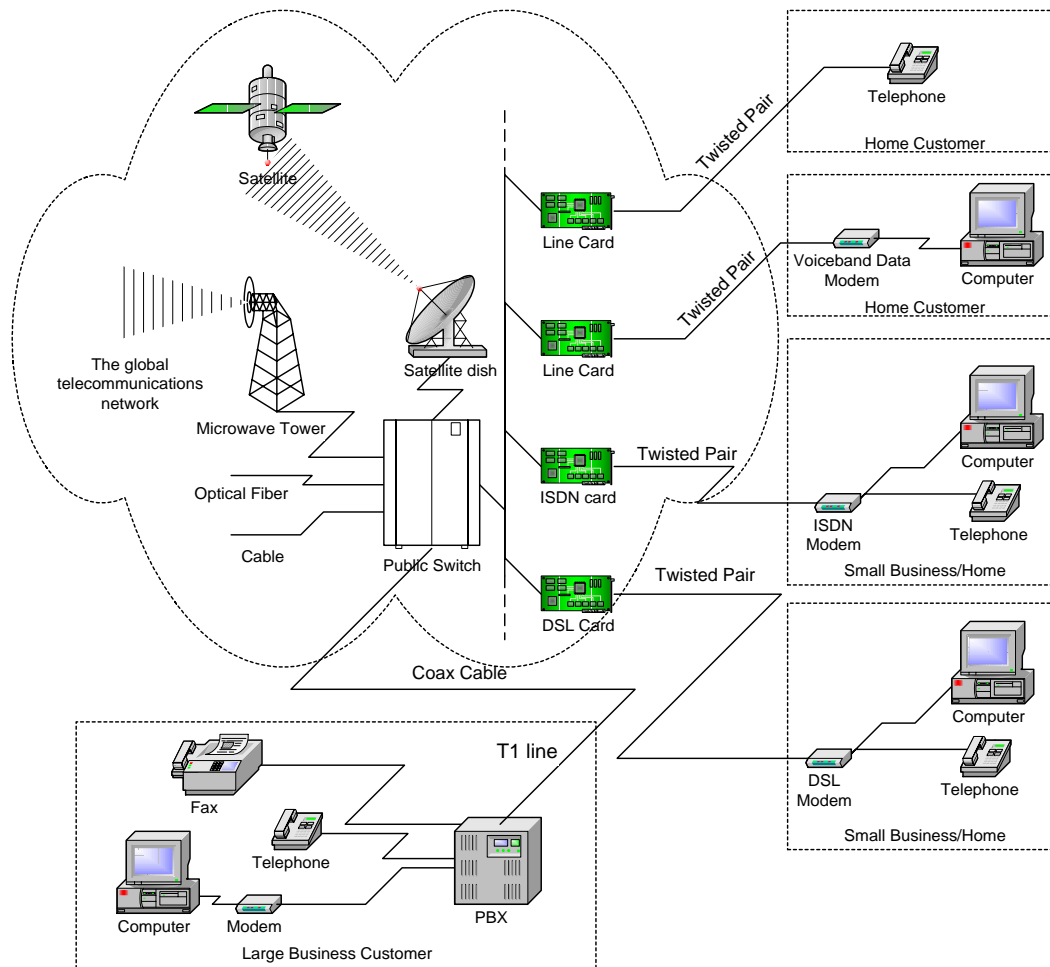 Telephone
Home Customer
Twisted Pair
Satellite
Line Card
Voiceband Data
Modem
Computer
Home Customer
Twisted Pair
Line Card
The global
telecommunications
network
Satellite dish
Microwave Tower
Optical Fiber
Cable
Public Switch
ISDN card
Twisted Pair
Computer
ISDN
Modem
Telephone
Small Business/Home
DSL Card
Twisted Pair
Coax Cable
Computer
DSL
Modem
Telephone
Small Business/Home
T1 line
Fax
Telephone
Computer
Modem
PBX
Large Business Customer